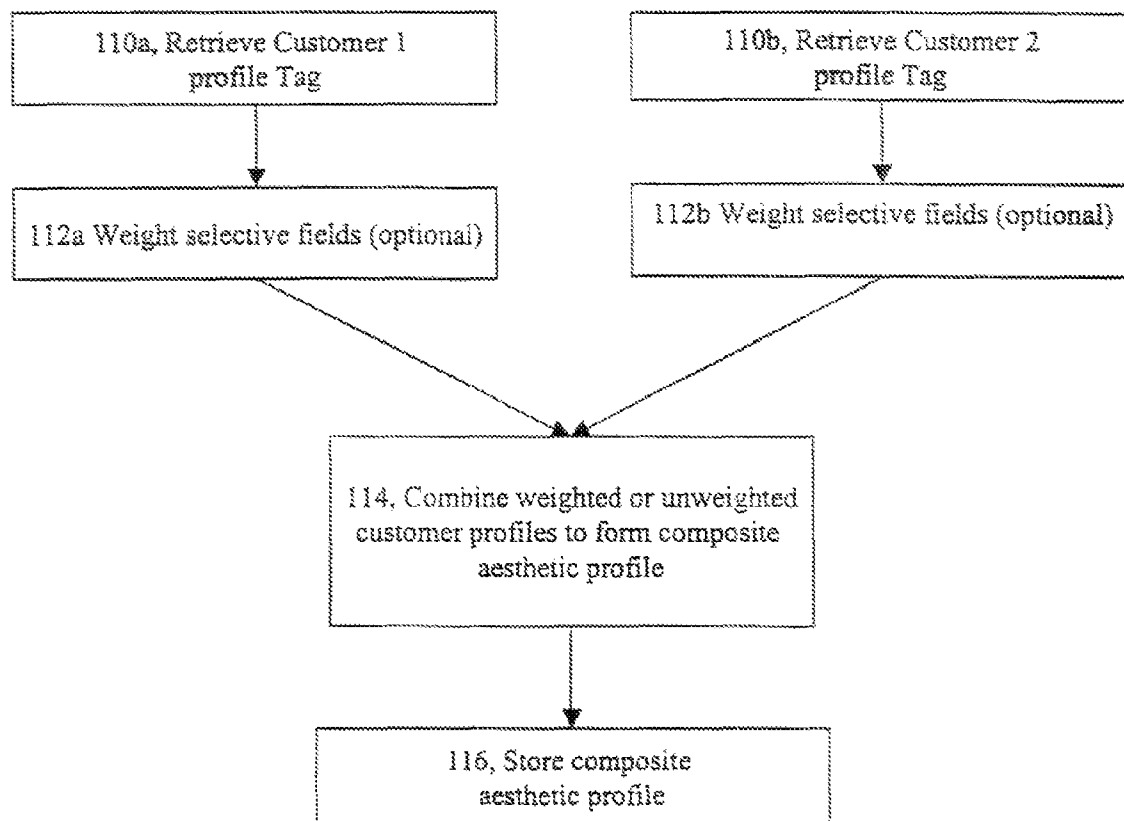 110a, Retrieve Customer 1
profile Tag
110b, Retrieve Customer 2
profile Tag
112a Weight selective fields (optional)
112b Weight selective fields (optional)
114, Combine weighted or unweighted
customer profiles to form composite
aesthetic profile
116, Store composite
aesthetic profile